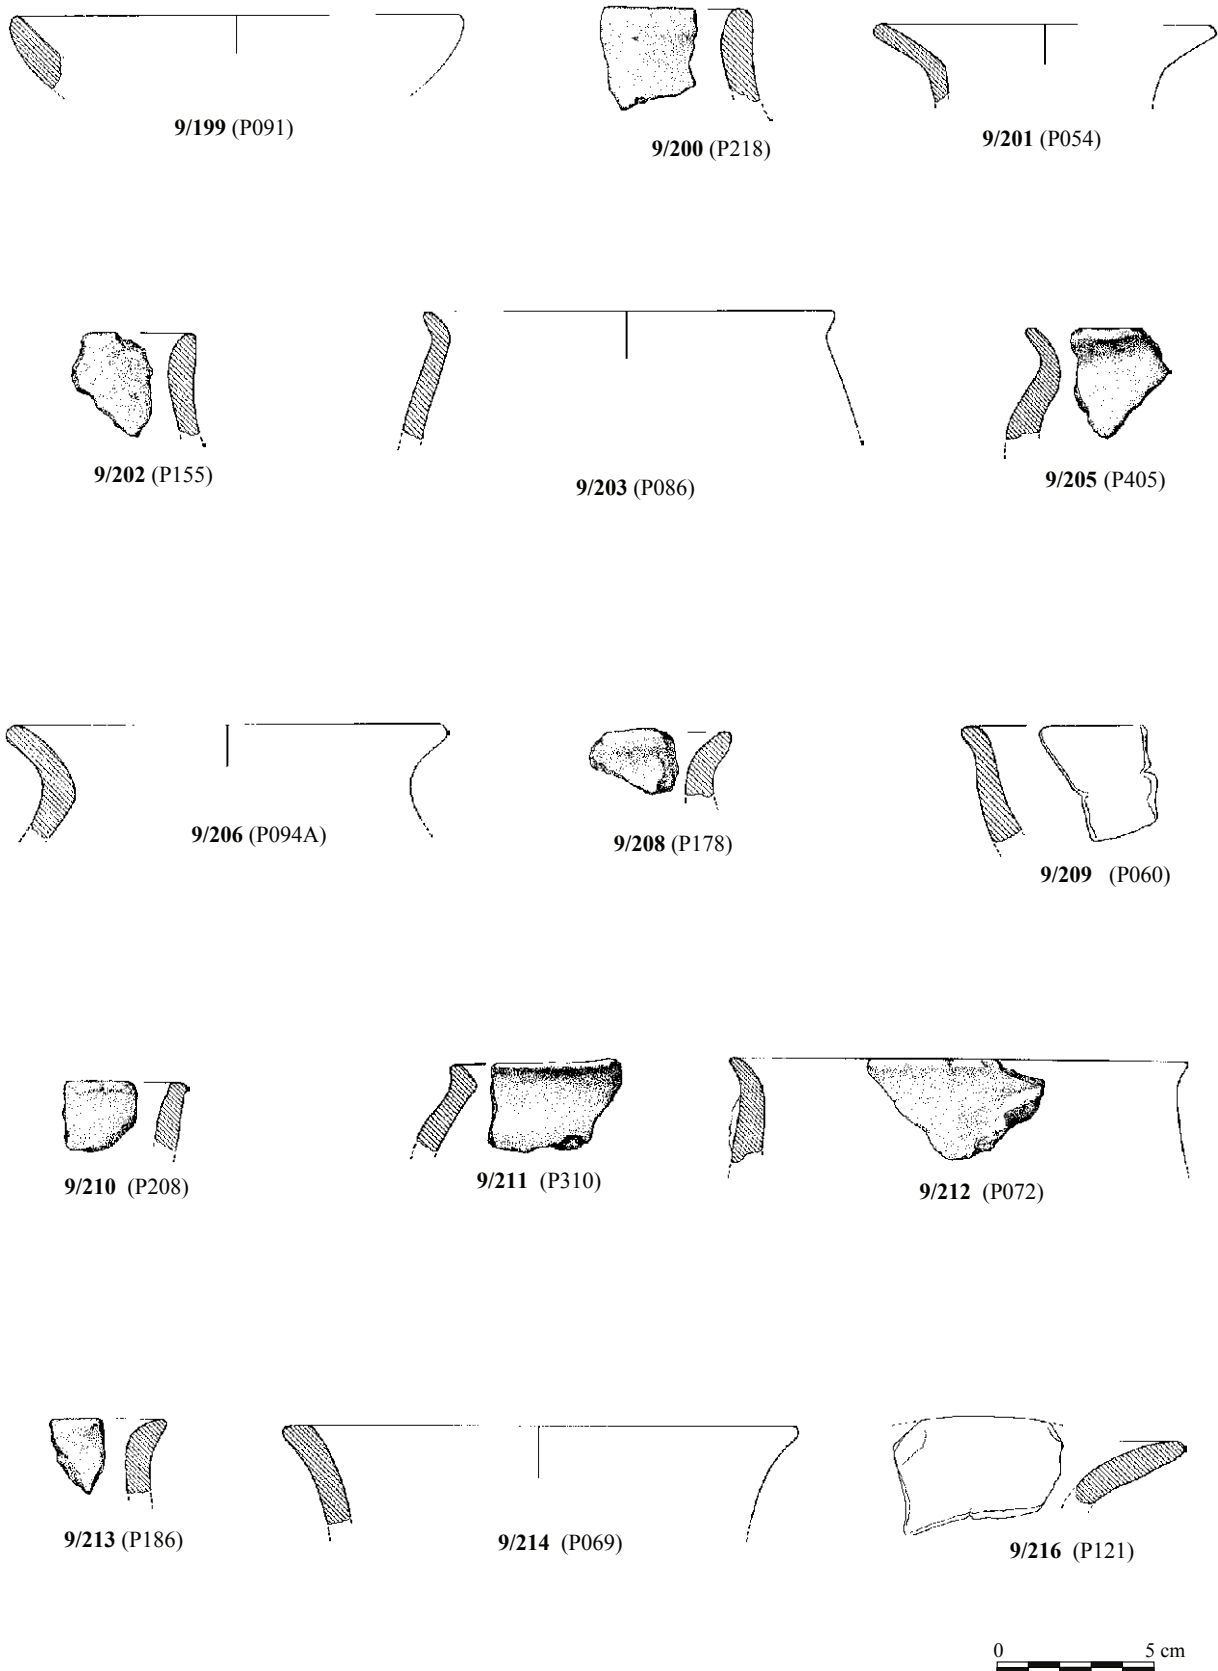 9/199 (P091)
9/200 (P218)
9/201 (P054)
9/202 (P155)
9/203 (P086)
9/205 (P405)
9/206 (P094A)
9/208 (P178)
9/209 (P060)
9/210 (P208)
9/211 (P310)
9/212 (P072)
9/213 (P186)
9/214 (P069)
9/216 (P121)
0 5 cm